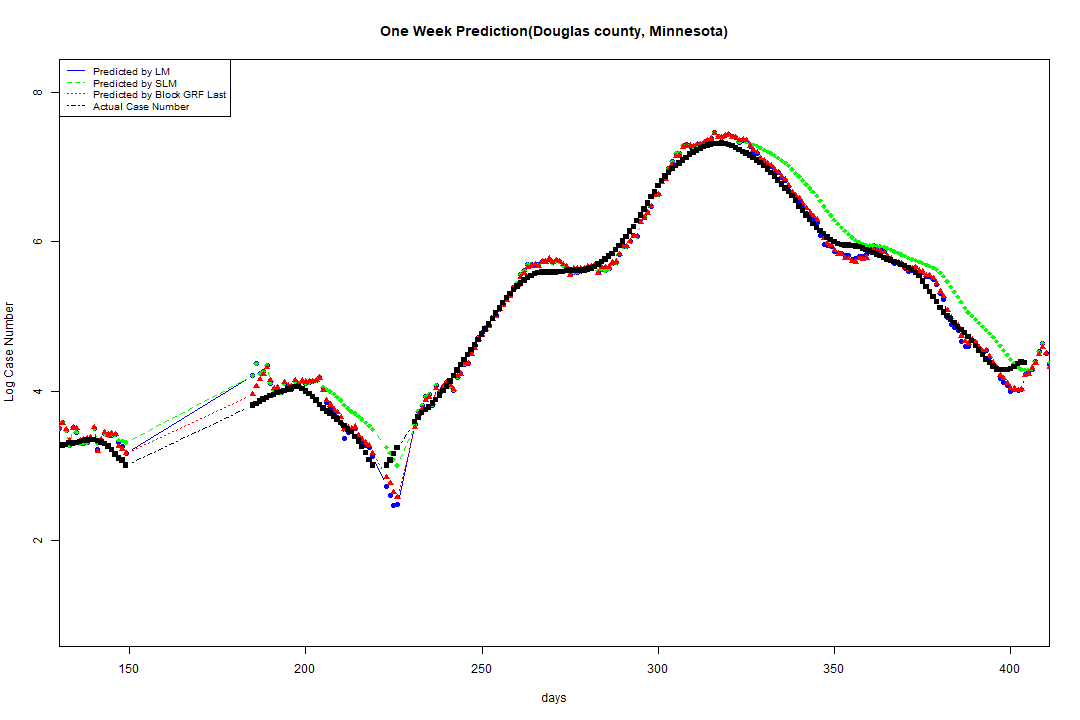 One Week Prediction(Douglas county, Minnesota)
Predicted by LM
Predicted by SLM
Predicted by Block GRF Last
Actual Case Number
8
6
4
2
Log Case Number
150 200 250 300 350 400
days